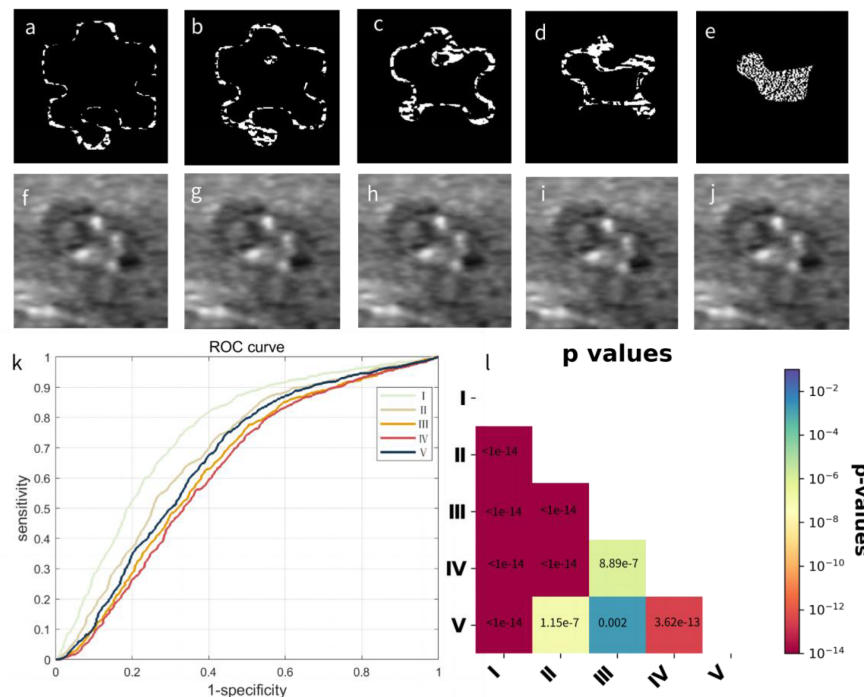 a
b
c
d
e
f
g
h
i
j
k
ROC curve
1
0.9
0.8
0.7
0.6
0.5
0.4
0.3
0.2
0.1
0
sensitivity
0
0.2
0.4
0.6
0.8
1
1-specificity
I
II
III
IV
V
l
p values
I
II
III
IV
V
<1e-14
<1e-14 <1e-14
<1e-14 <1e-14 8.89e-7
<1e-14 1.15e-7 0.002 3.62e-13
I II III IV V
10⁻²
10⁻⁴
10⁻⁶
10⁻⁸
10⁻¹⁰
10⁻¹²
10⁻¹⁴
p-values